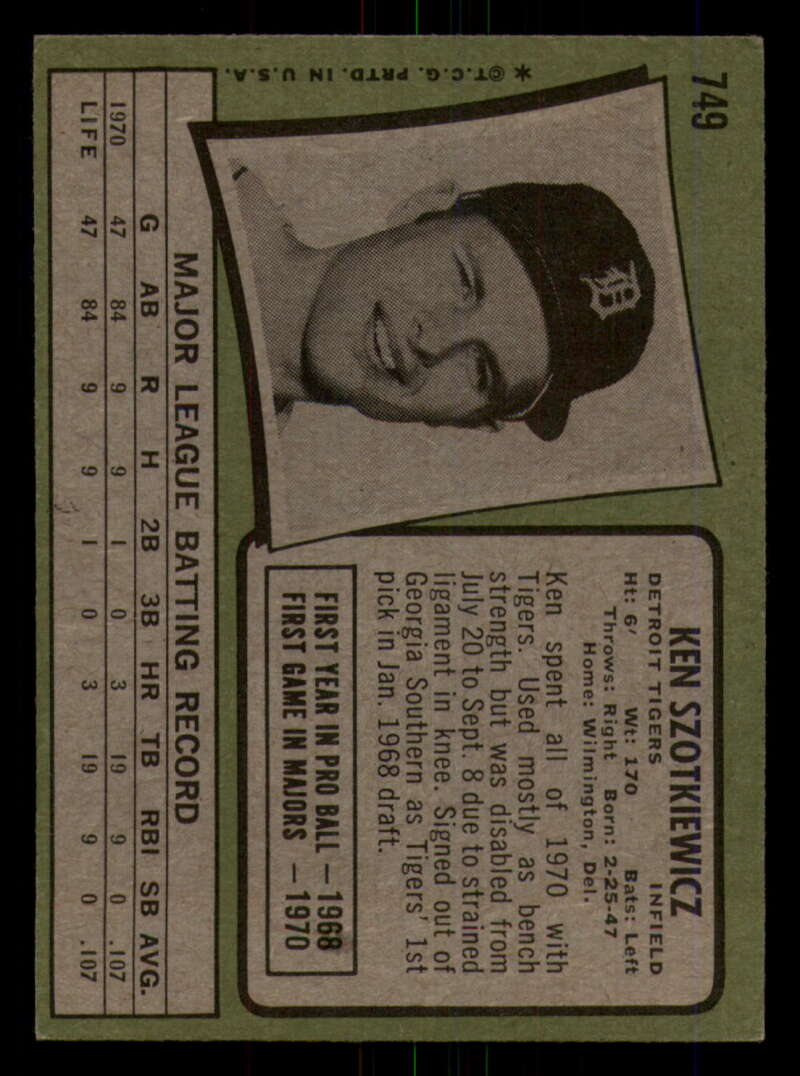 749
* ©T.C.G. PRTD. IN U.S.A.
KEN SZOTKIEWICZ
DETROIT TIGERS INFIELD
Ht: 6' Wt: 170 Bats: Left
Throws: Right Born: 2-25-47
Home: Wilmington, Del.
Ken spent all of 1970 with
Tigers. Used mostly as bench
strength but was disabled from
July 20 to Sept. 8 due to strained
ligament in knee. Signed out of
Georgia Southern as Tigers' 1st
pick in Jan. 1968 draft.
FIRST YEAR IN PRO BALL — 1968
FIRST GAME IN MAJORS — 1970
D
MAJOR LEAGUE BATTING RECORD
G AB R H 2B 3B HR TB RBI SB AVG.
1970 47 84 9 9 1 0 3 19 9 0 .107
LIFE 47 84 9 9 1 0 3 19 9 0 .107